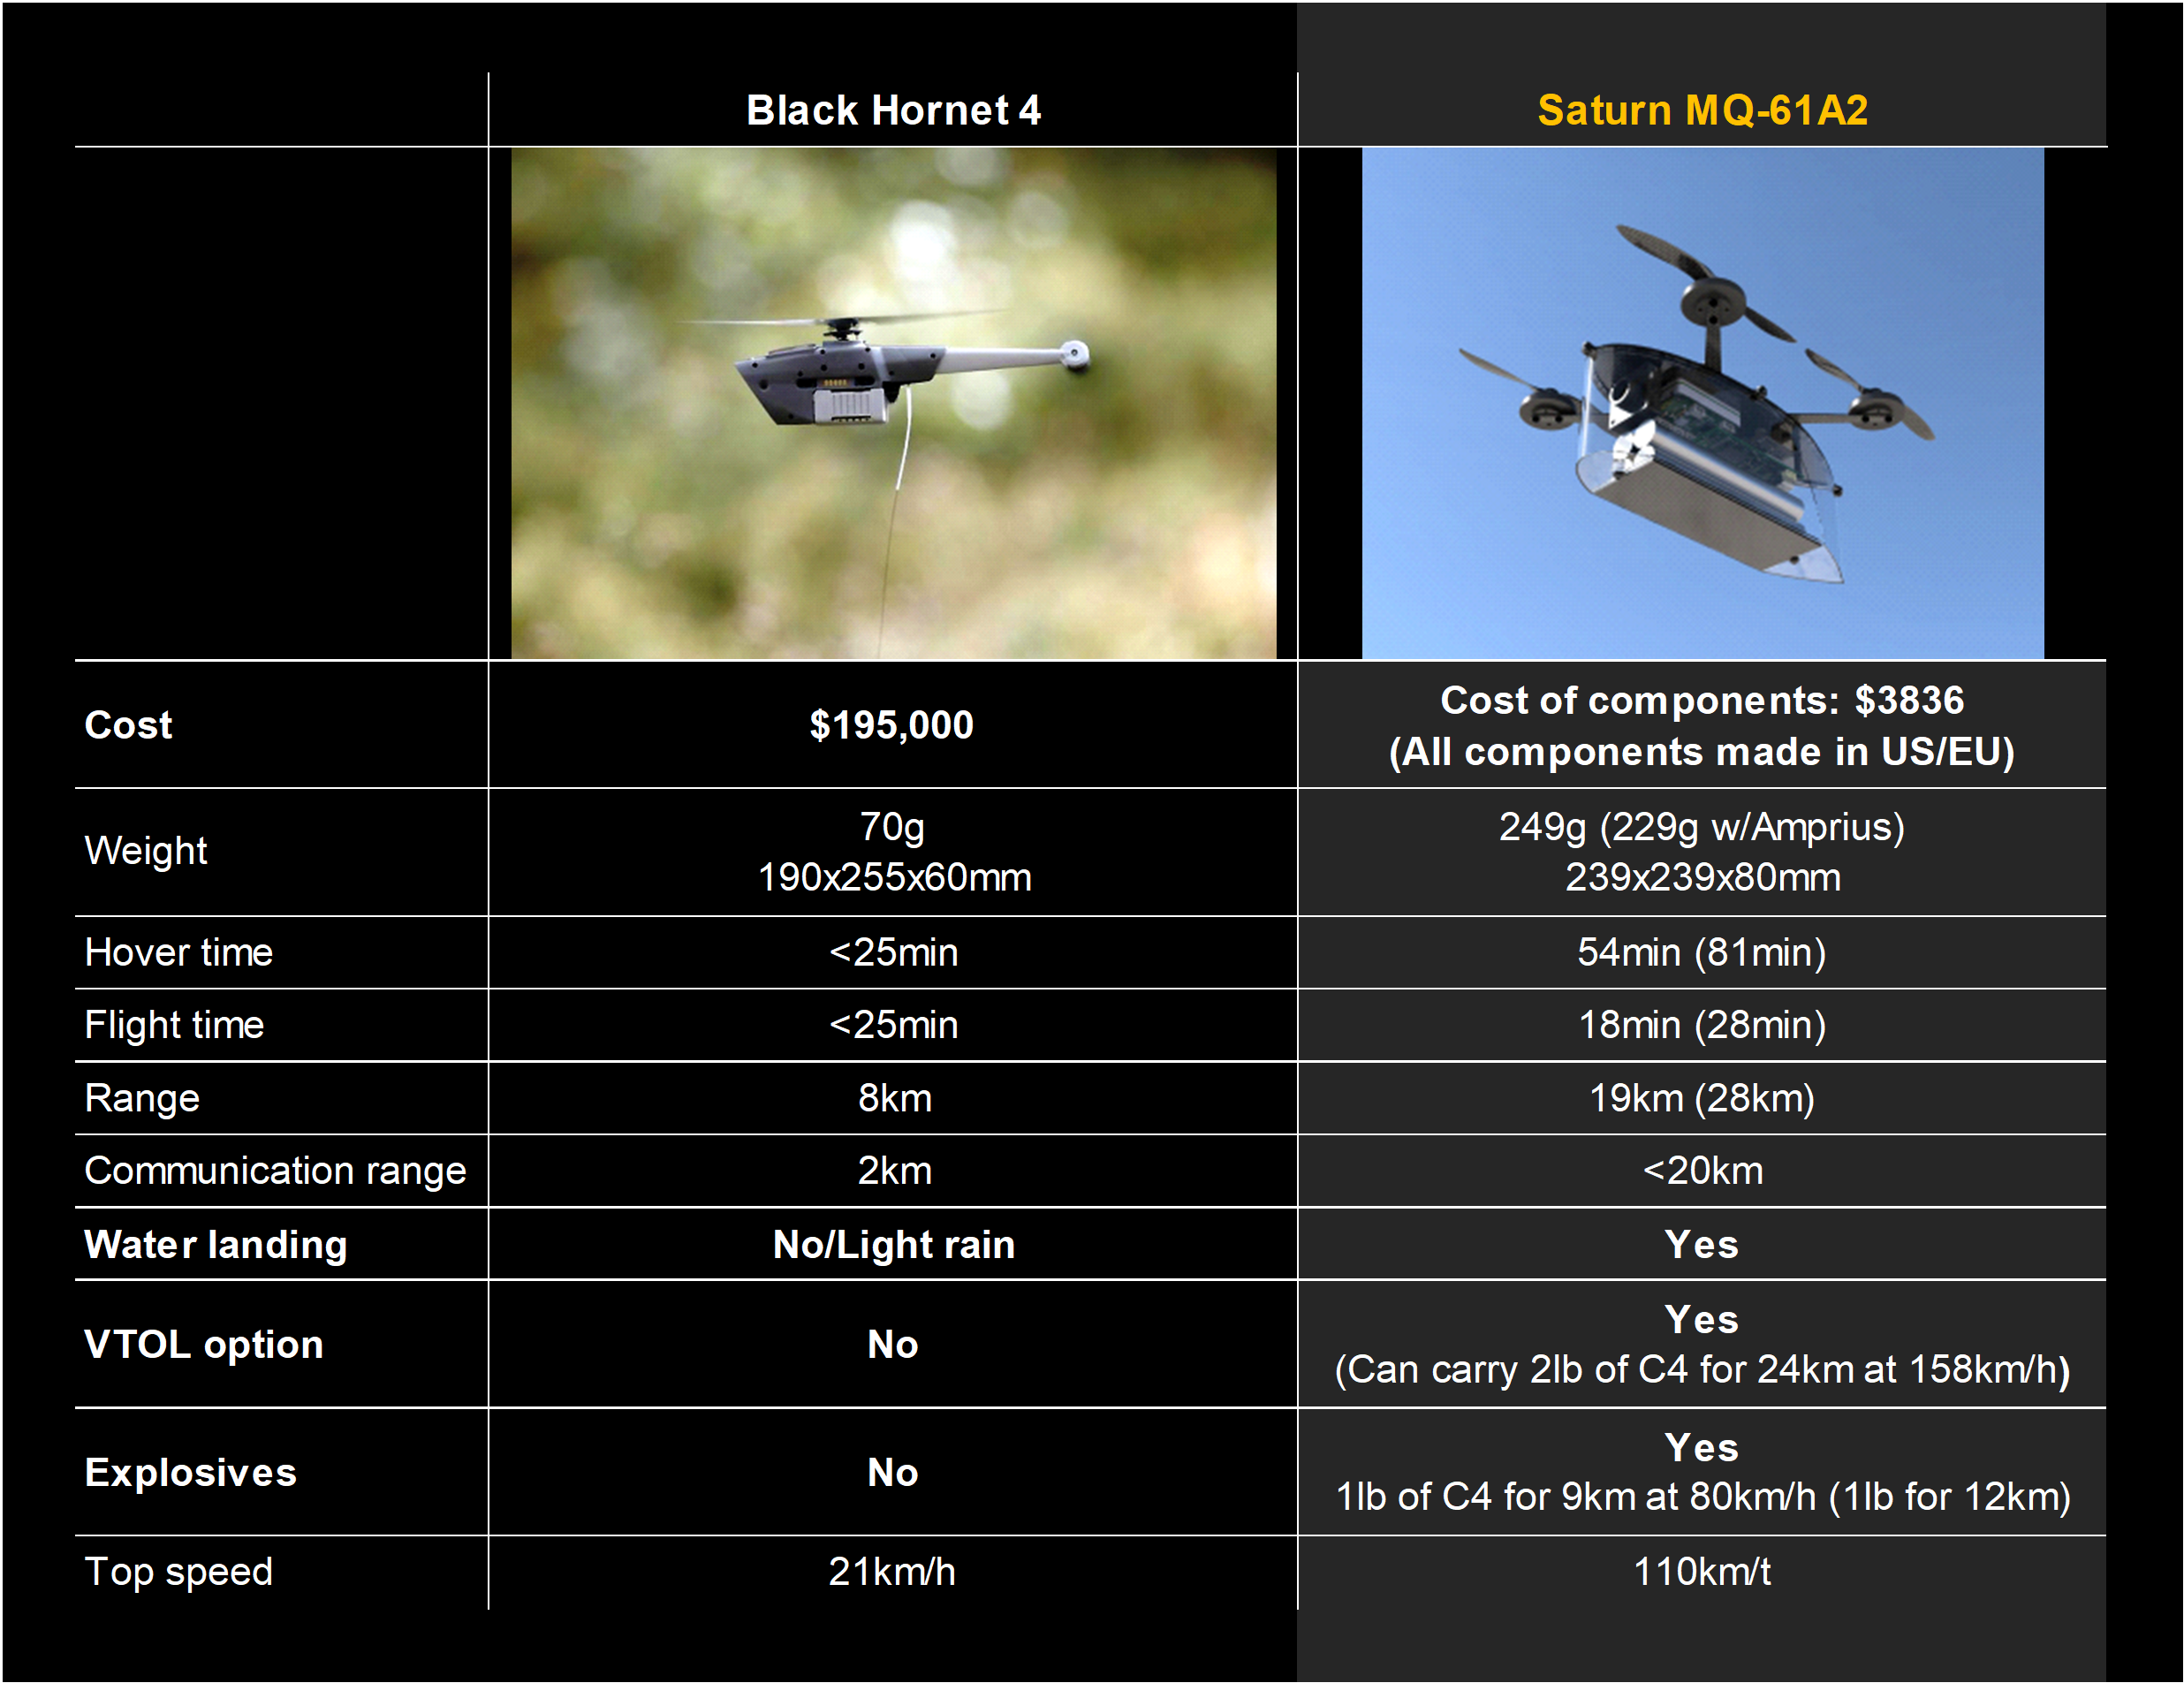 Black Hornet 4
Saturn MQ-61A2
Cost
$195,000
Cost of components: $3836
(All components made in US/EU)
Weight
70g
190x255x60mm
249g (229g w/Amprius)
239x239x80mm
Hover time
<25min
54min (81min)
Flight time
<25min
18min (28min)
Range
8km
19km (28km)
Communication range
2km
<20km
Water landing
No/Light rain
Yes
VTOL option
No
Yes
(Can carry 2lb of C4 for 24km at 158km/h)
Explosives
No
Yes
1lb of C4 for 9km at 80km/h (1lb for 12km)
Top speed
21km/h
110km/t